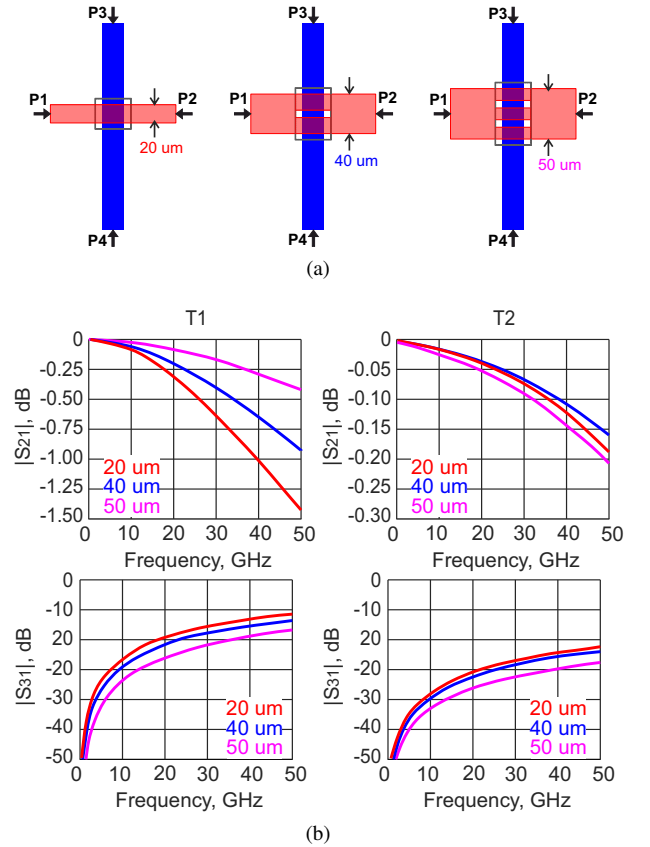 P3 P3 P3
P1 P2 P1 P2 P1 P2
20 um 40 um 50 um
P4 P4 P4
(a)
T1 T2
|S21|, dB
0
-0.25
-0.50
-0.75
-1.00
-1.25
-1.50
20 um
40 um
50 um
0 10 20 30 40 50
Frequency, GHz
|S21|, dB
0
-0.05
-0.10
-0.15
-0.20
-0.25
-0.30
20 um
40 um
50 um
0 10 20 30 40 50
Frequency, GHz
|S31|, dB
0
-10
20
-30
-40
-50
20 um
40 um
50 um
0 10 20 30 40 50
Frequency, GHz
|S31|, dB
0
-10
20
-30
-40
-50
20 um
40 um
50 um
0 10 20 30 40 50
Frequency, GHz
(b)